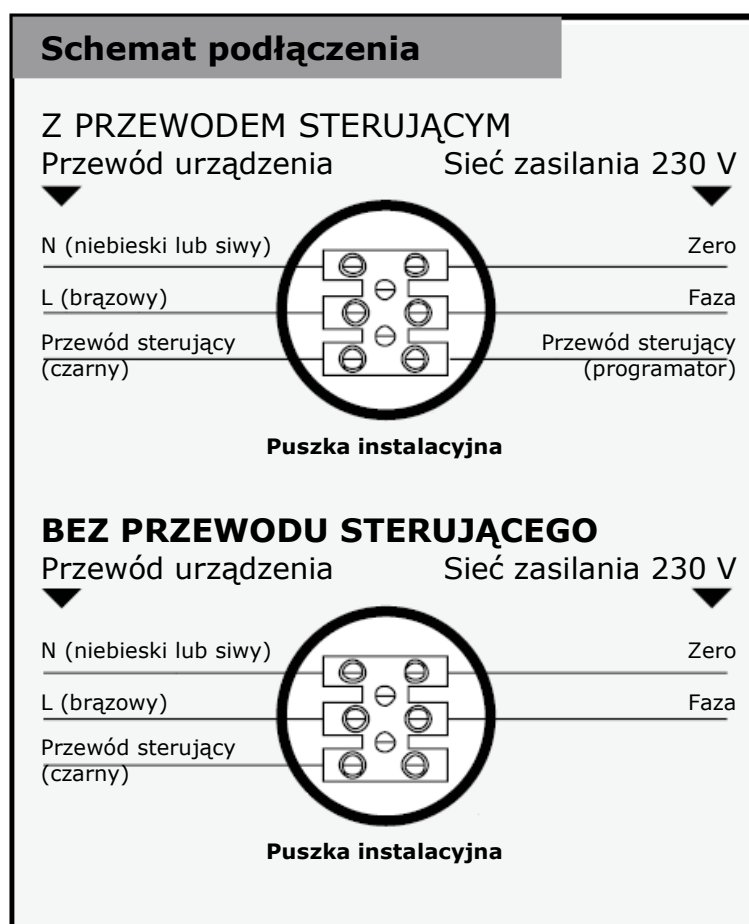 Schemat podłączenia
Z PRZEWODEM STERUJĄCYM
Przewód urządzenia Sieć zasilania 230 V
N (niebieski lub siwy) Zero
L (brązowy) Faza
Przewód sterujący Przewód sterujący
(czarny) (programator)
Puszka instalacyjna
BEZ PRZEWODU STERUJĄCEGO
Przewód urządzenia Sieć zasilania 230 V
N (niebieski lub siwy) Zero
L (brązowy) Faza
Przewód sterujący
(czarny)
Puszka instalacyjna